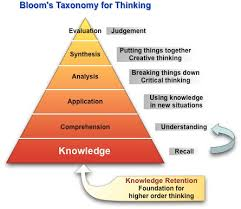 Bloom's Taxonomy for Thinking
Evaluation
Judgement
Synthesis
Putting things together
Creative thinking
Analysis
Breaking things down
Critical thinking
Application
Using knowledge
in new situations
Comprehension
Understanding
Knowledge
Recall
Knowledge Retention
Foundation for
higher order thinking